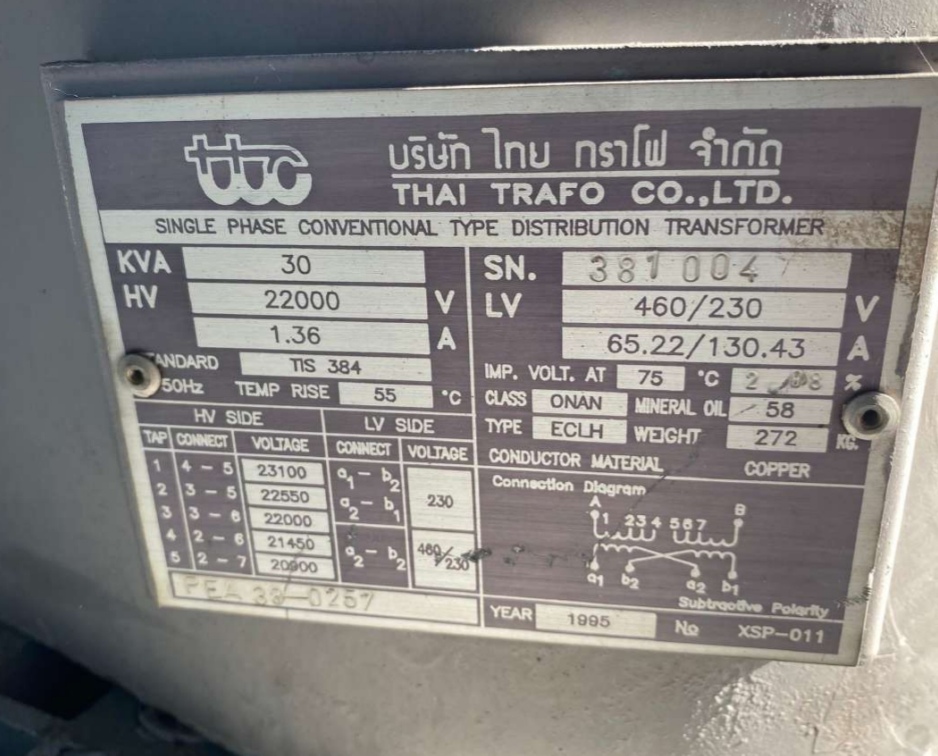 ttc
บริษัท ไทย ทราโฟ จำกัด
THAI TRAFO CO.,LTD.
SINGLE PHASE CONVENTIONAL TYPE DISTRIBUTION TRANSFORMER
KVA 30
HV 22000 V
1.36 A
STANDARD TIS 384
50Hz TEMP RISE 55 °C
SN. 381004
LV 460/230 V
65.22/130.43 A
IMP. VOLT. AT 75 °C %
CLASS ONAN MINERAL OIL 58
TYPE ECLH WEIGHT 272 KG.
HV SIDE LV SIDE
TAP CONNECT VOLTAGE CONNECT VOLTAGE
1 4-5 23100 a1-b2
2 3-5 22550 a2-b1 230
3 3-6 22000
4 2-6 21450 a2-b2 460/230
5 2-7 20900
PEA 39-0257
CONDUCTOR MATERIAL COPPER
Connection Diagram
A B
1 2 3 4 5 6 7
a1 b2 a2 b1
Subtractive Polarity
YEAR 1995 No XSP-011